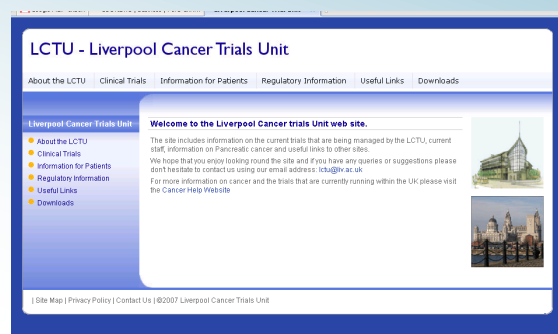 LCTU - Liverpool Cancer Trials Unit
About the LCTU Clinical Trials Information for Patients Regulatory Information Useful Links Downloads
Liverpool Cancer Trials Unit
About the LCTU
Clinical Trials
Information for Patients
Regulatory Information
Useful Links
Downloads
Welcome to the Liverpool Cancer trials Unit web site.
The site includes information on the current trials that are being managed by the LCTU, current
staff, information on Pancreatic cancer and useful links to other sites.
We hope that you enjoy looking round the site and if you have any queries or suggestions please
don't hesitate to contact us using our email address: lctu@liv.ac.uk
For more information on cancer and the trials that are currently running within the UK please visit
the Cancer Help Website
| Site Map | Privacy Policy | Contact Us | ©2007 Liverpool Cancer Trials Unit